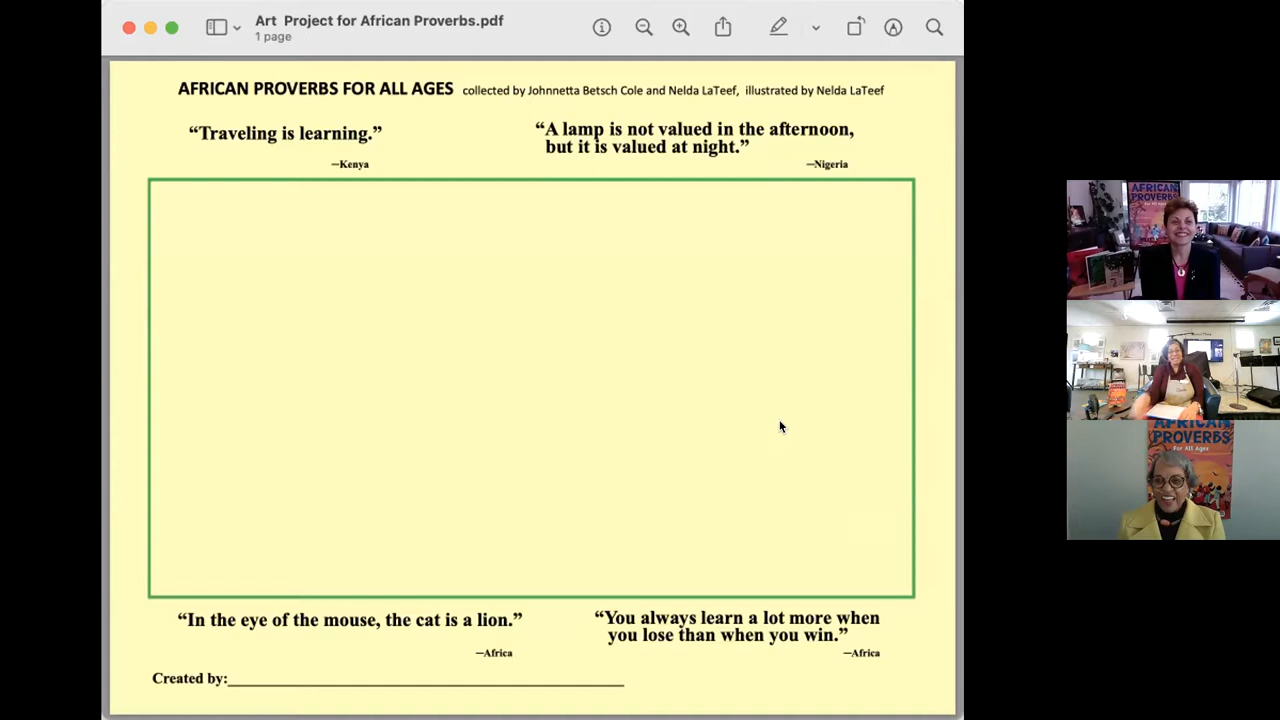 Art  Project for African Proverbs.pdf
1 page
AFRICAN PROVERBS FOR ALL AGES collected by Johnnetta Betsch Cole and Nelda LaTeef, illustrated by Nelda LaTeef
“Traveling is learning.”
—Kenya
“A lamp is not valued in the afternoon,
but it is valued at night.”
—Nigeria
“In the eye of the mouse, the cat is a lion.”
—Africa
“You always learn a lot more when
you lose than when you win.”
—Africa
Created by:
AFRICAN
PROVERBS
For All Ages
AFRICAN
PROVERBS
For All Ages